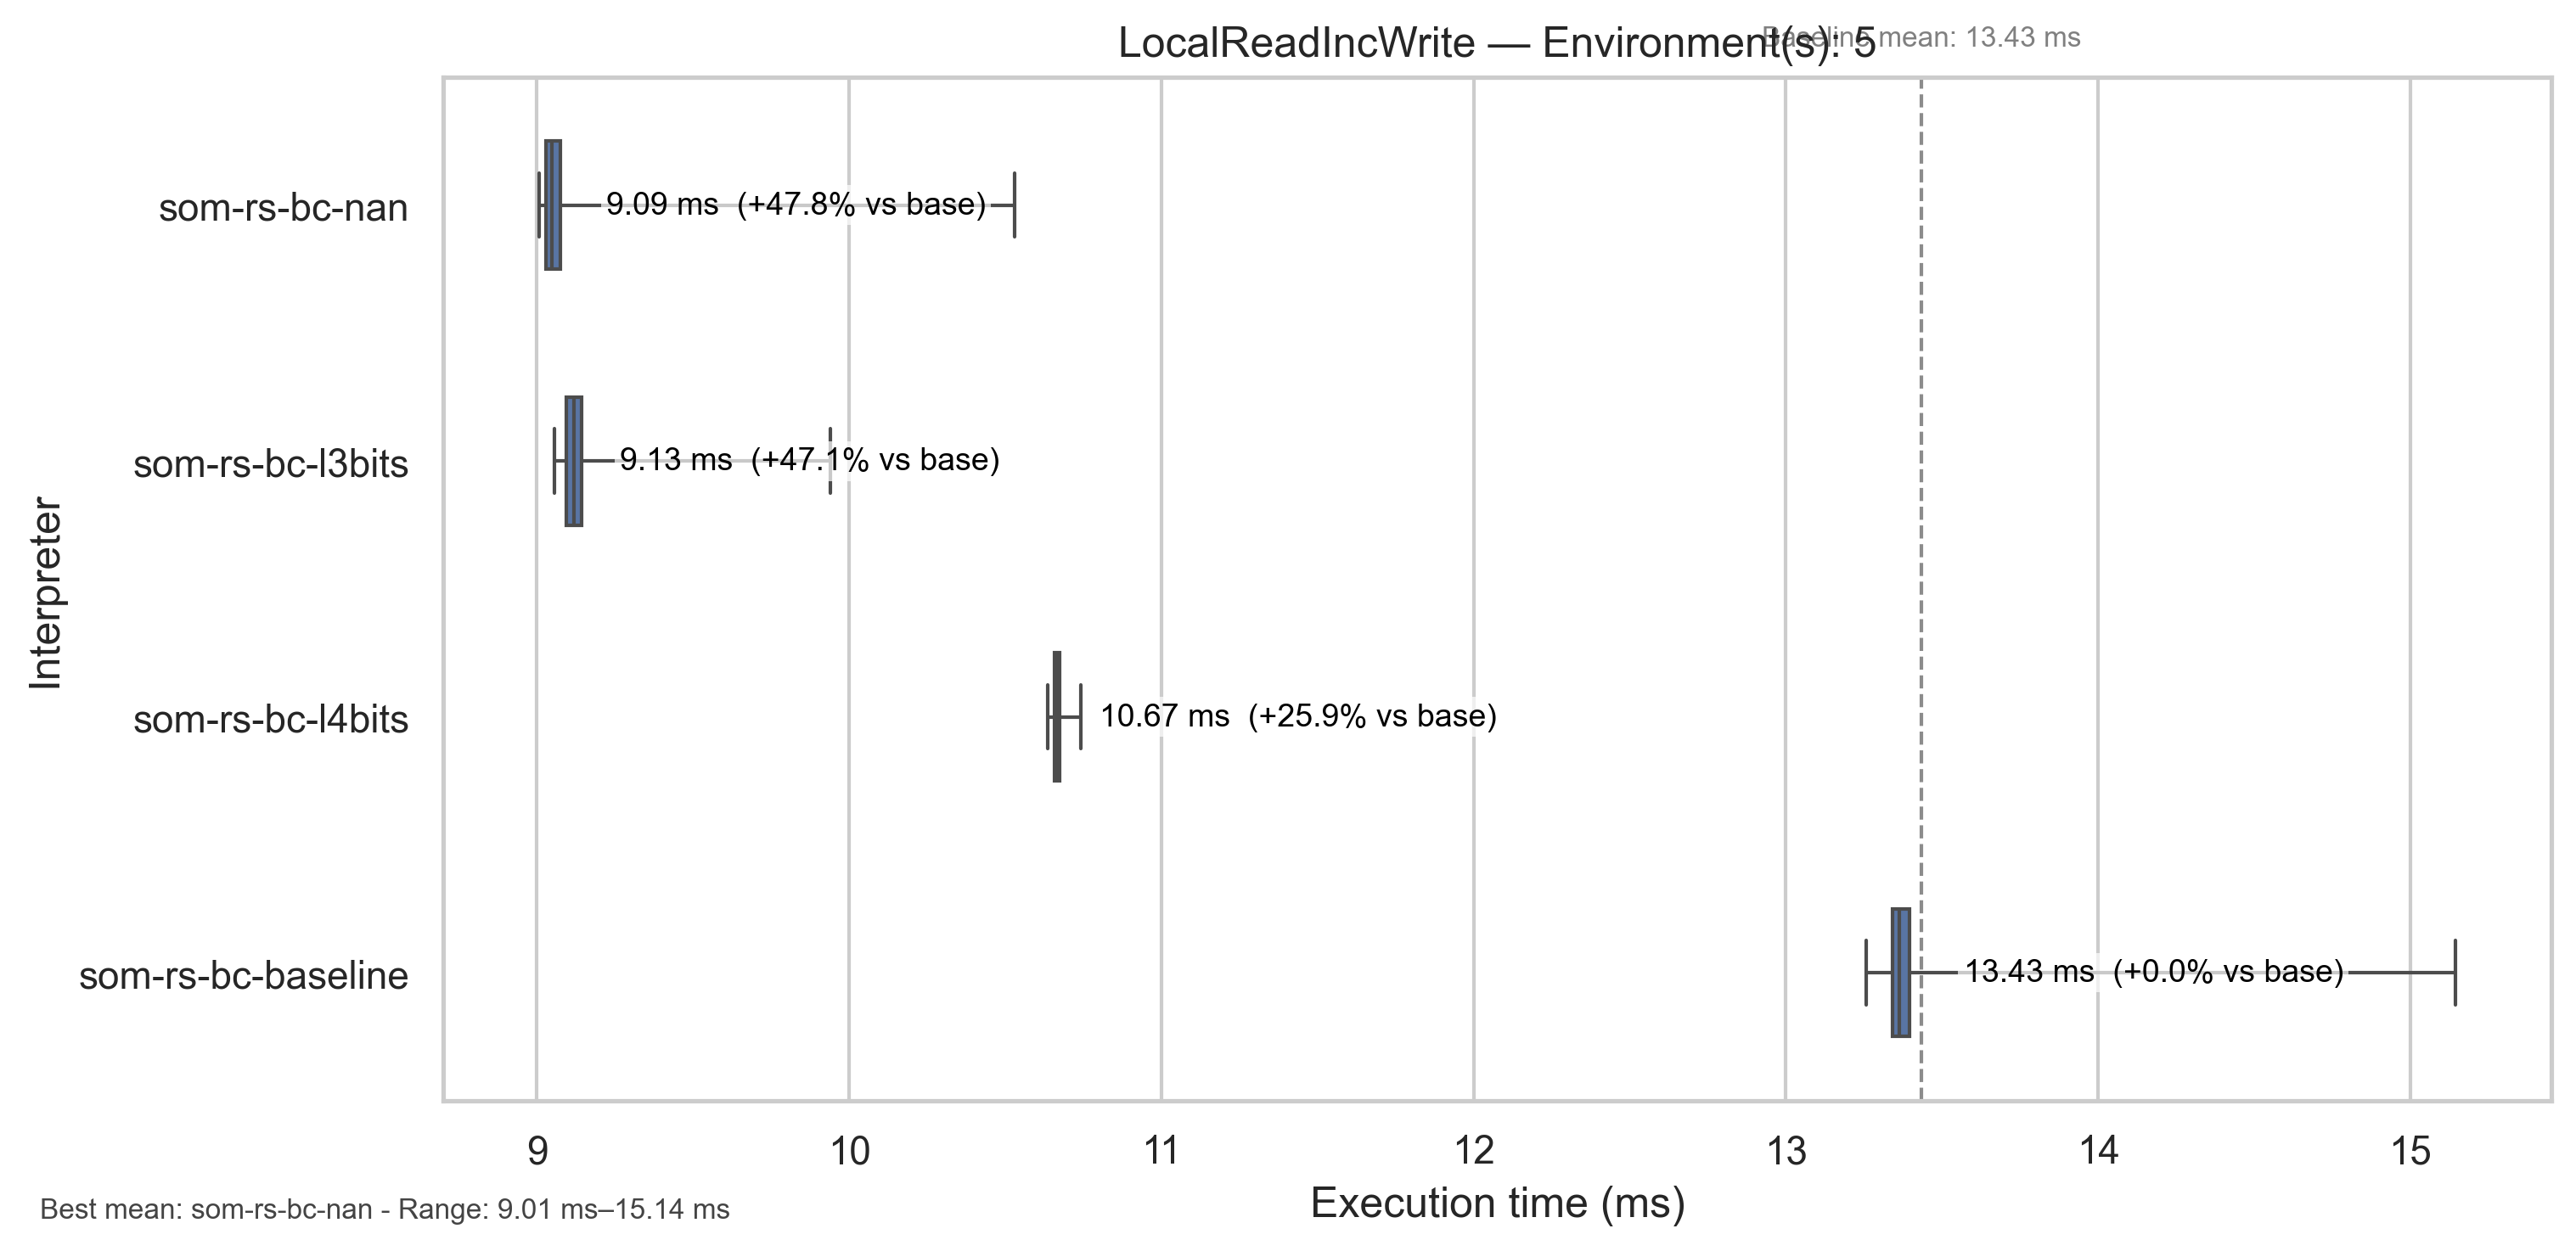 LocalReadIncWrite — Environment(s): 5
Baseline mean: 13.43 ms
som-rs-bc-nan
9.09 ms (+47.8% vs base)
som-rs-bc-l3bits
9.13 ms (+47.1% vs base)
Interpreter
som-rs-bc-l4bits
10.67 ms (+25.9% vs base)
som-rs-bc-baseline
13.43 ms (+0.0% vs base)
9 10 11 12 13 14 15
Execution time (ms)
Best mean: som-rs-bc-nan - Range: 9.01 ms–15.14 ms